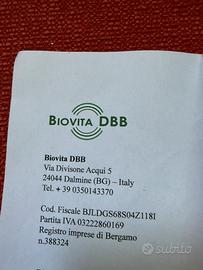 BIOVITA DBB
Biovita DBB
Via Divisone Acqui 5
24044 Dalmine (BG) – Italy
Tel. + 39 0350143370
Cod. Fiscale BJLDGS68S04Z118I
Partita IVA 03222860169
Registro imprese di Bergamo
n.388324
subito